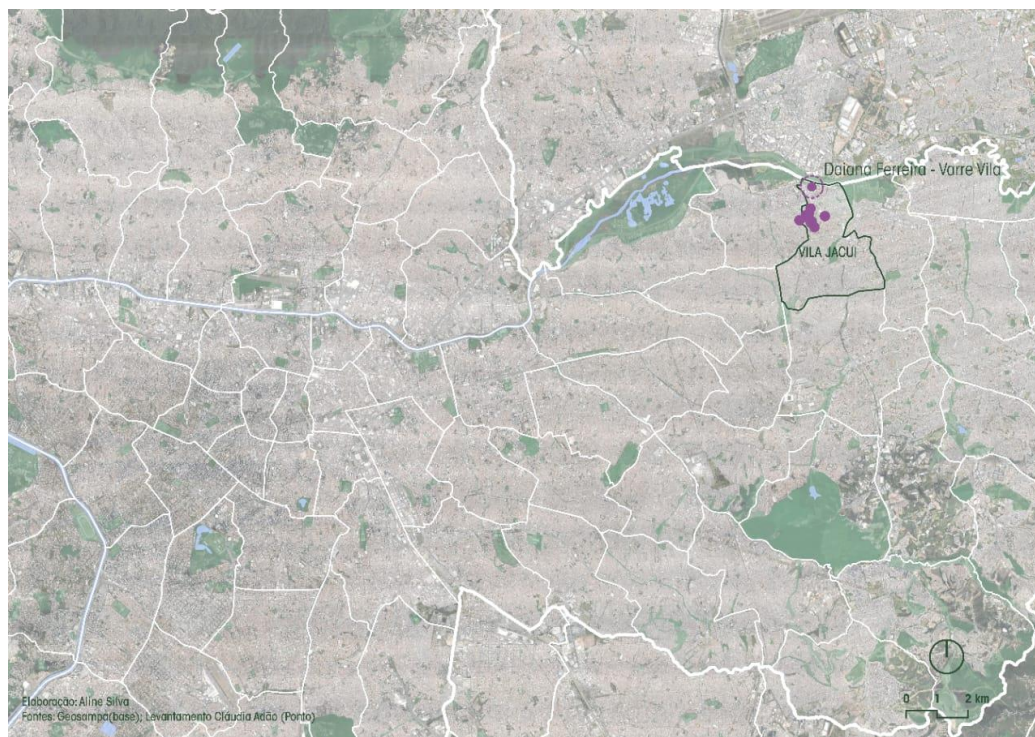 Daiana Ferreira - Varre Vila
VILA JACUÍ
Elaboração: Aline Silva
Fontes: Geosampa(base); Levantamento Cláudia Adão (Ponto)
0 1 2 km